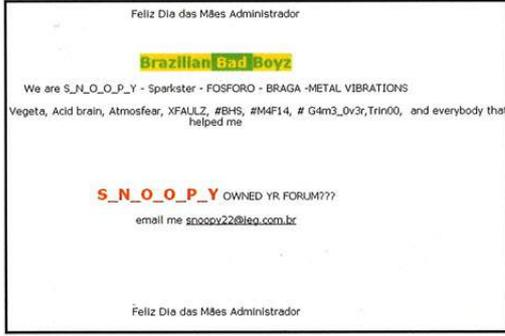 Feliz Dia das Mães Administrador
Brazilian Bad Boyz
We are S_N_O_O_P_Y - Sparkster - FOSFORO - BRAGA -METAL VIBRATIONS
Vegeta, Acid brain, Atmosfear, XFAULZ, #BHS, #M4F14, # G4m3_0v3r,Trin00, and everybody that
helped me
S_N_O_O_P_Y OWNED YR FORUM???
email me snoopy22@ieg.com.br
Feliz Dia das Mães Administrador